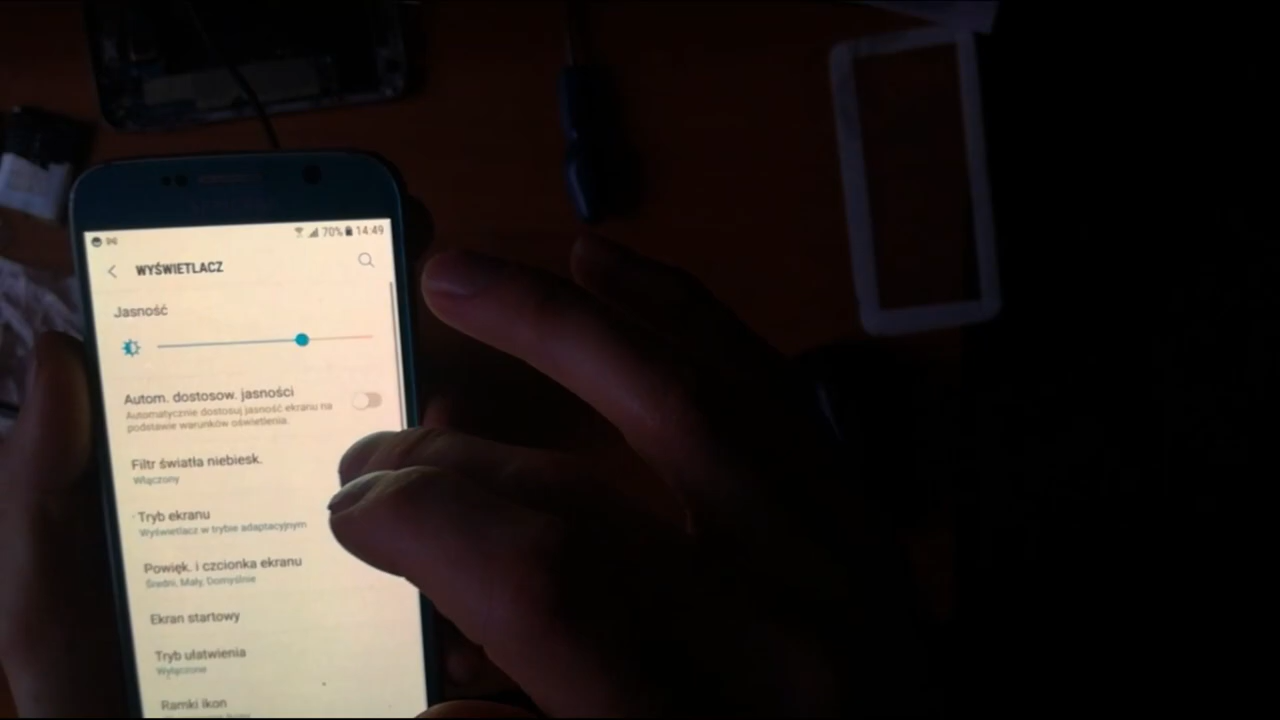 70% 14:49
WYŚWIETLACZ
Jasność
Autom. dostosow. jasności
Automatycznie dostosuj jasność ekranu na
podstawie warunków oświetlenia.
Filtr światła niebiesk.
Włączony
Tryb ekranu
Wyświetlacz w trybie adaptacyjnym
Powięk. i czcionka ekranu
Średni, Mały, Domyślnie
Ekran startowy
Tryb ułatwienia
Wyłączone
Ramki ikon